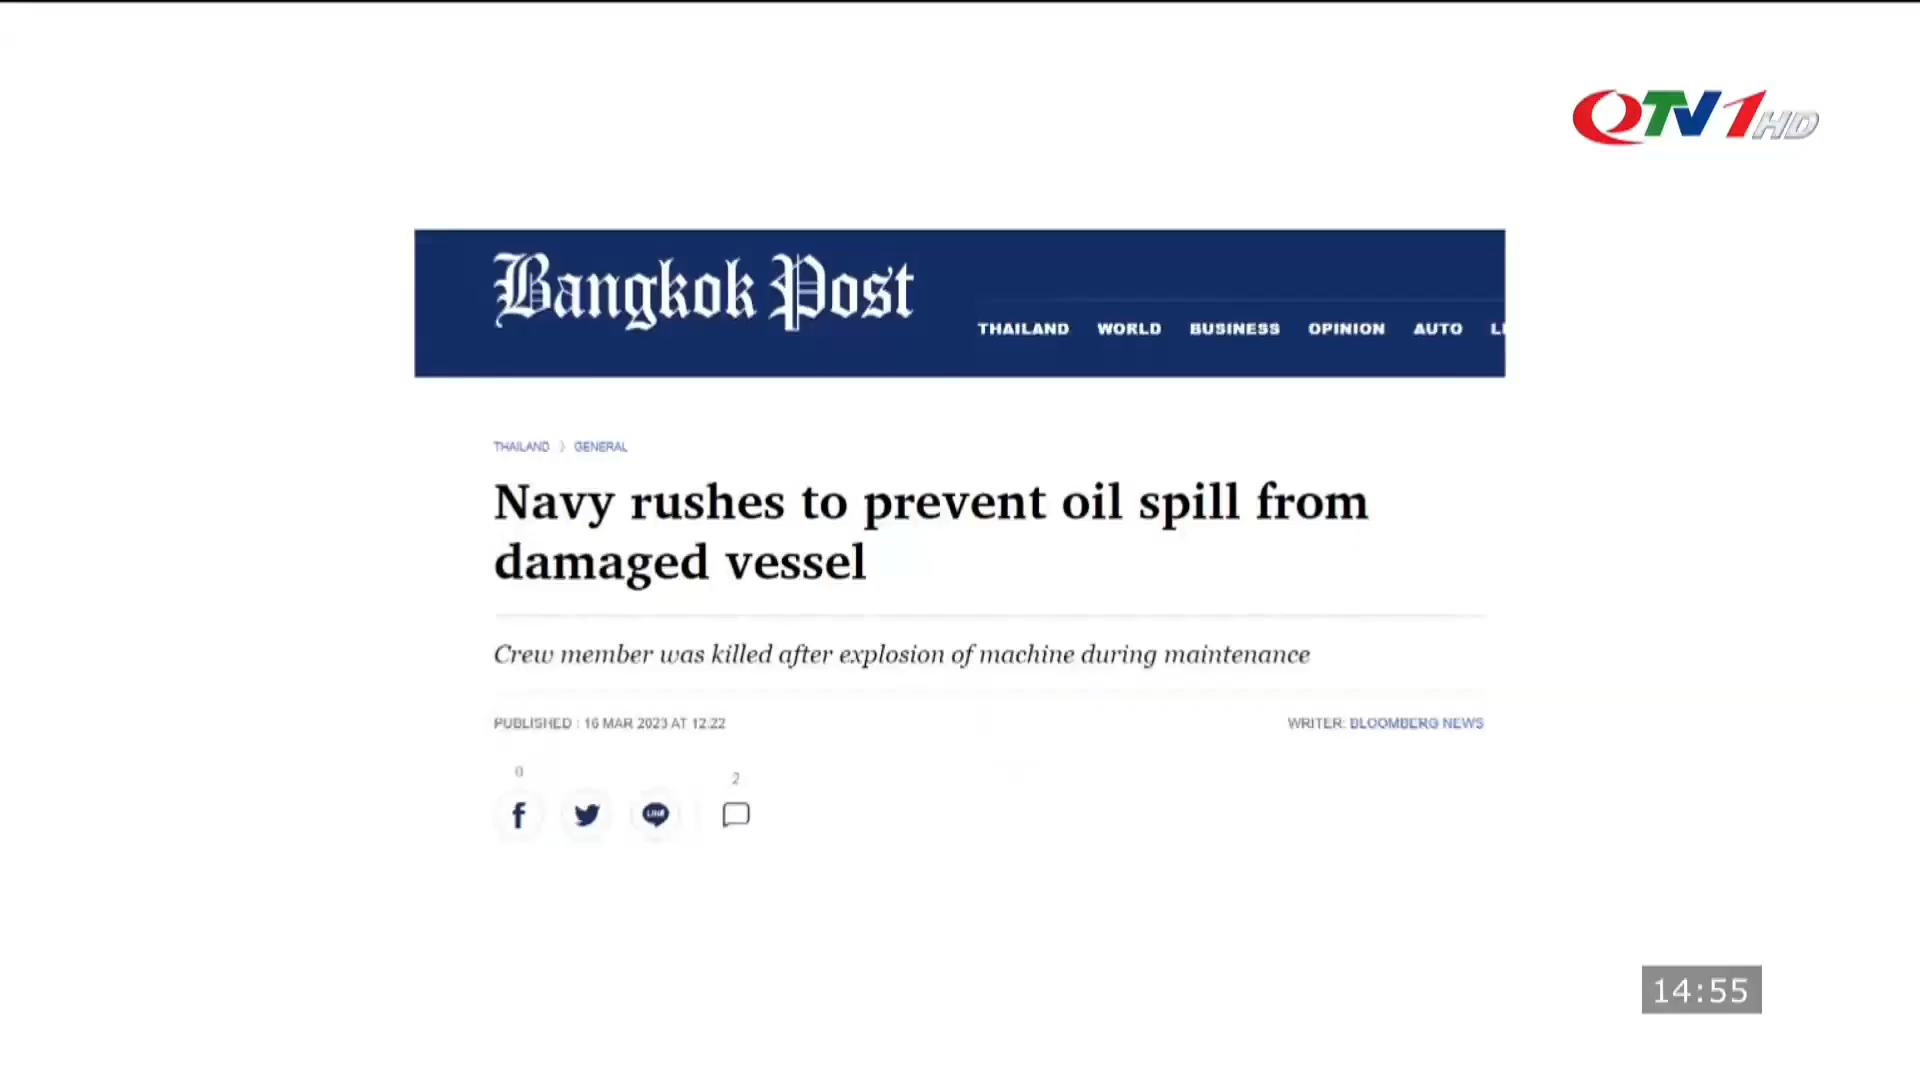 QTV1HD
Bangkok Post
THAILAND WORLD BUSINESS OPINION AUTO
THAILAND 〉 GENERAL
Navy rushes to prevent oil spill from
damaged vessel
Crew member was killed after explosion of machine during maintenance
PUBLISHED : 16 MAR 2023 AT 12:22 WRITER: BLOOMBERG NEWS
0 2
f LINE
14:55